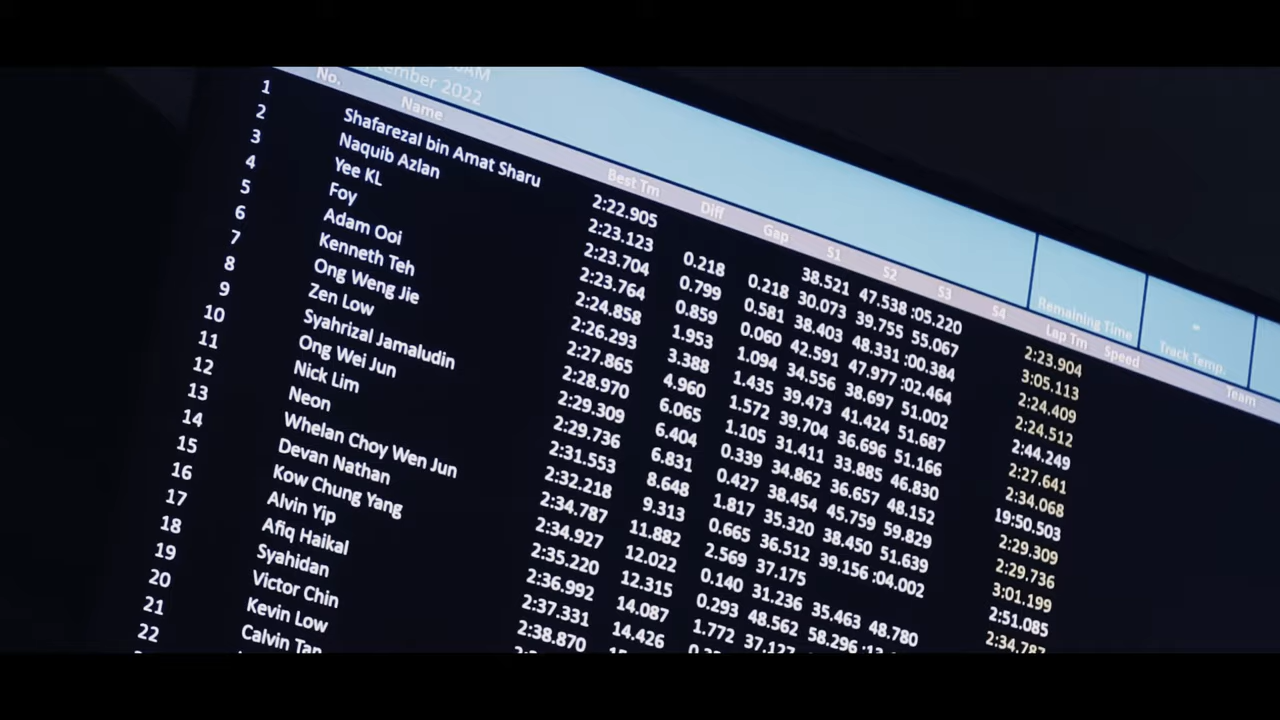 2022
Remaining Time Track Temp.
No. Name Best Tm Diff Gap S1 S2 S3 S4 Lap Tm Speed Team
1 Shafarezal bin Amat Sharu 2:22.905 38.521 47.538 :05.220 2:23.904
2 Naquib Azlan 2:23.123 0.218 0.218 30.073 39.755 55.067 3:05.113
3 Yee KL 2:23.704 0.799 0.581 38.403 48.331 :00.384 2:24.409
4 Foy 2:23.764 0.859 0.060 42.591 47.977 :02.464 2:24.512
5 Adam Ooi 2:24.858 1.953 1.094 34.556 38.697 51.002 2:44.249
6 Kenneth Teh 2:26.293 3.388 1.435 39.473 41.424 51.687 2:27.641
7 Ong Weng Jie 2:27.865 4.960 1.572 39.704 36.696 51.166 2:34.068
8 Zen Low 2:28.970 6.065 1.105 31.411 33.885 46.830 19:50.503
9 Syahrizal Jamaludin 2:29.309 6.404 0.339 34.862 36.657 48.152 2:29.309
10 Ong Wei Jun 2:29.736 6.831 0.427 38.454 45.759 59.829 2:29.736
11 Nick Lim 2:31.553 8.648 1.817 35.320 38.450 51.639 3:01.199
12 Neon 2:32.218 9.313 0.665 36.512 39.156 :04.002 2:51.085
13 Whelan Choy Wen Jun 2:34.787 11.882 2.569 37.175 2:34.787
14 Devan Nathan 2:34.927 12.022 0.140 31.236 35.463 48.780
15 Kow Chung Yang 2:35.220 12.315 0.293 48.562 58.296
16 Alvin Yip 2:36.992 14.087 1.772 37.127
17 Afiq Haikal 2:37.331 14.426
18 Syahidan 2:38.870
19 Victor Chin
20 Kevin Low
21 Calvin Tan
22